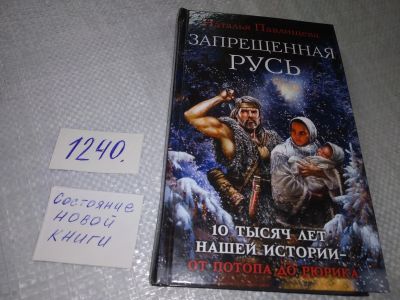 Наталья Павлищева
ЗАПРЕЩЕННАЯ
РУСЬ
10 ТЫСЯЧ ЛЕТ
НАШЕЙ ИСТОРИИ–
ОТ ПОТОПА ДО РЮРИКА
1240.
Состояние
новой
книги